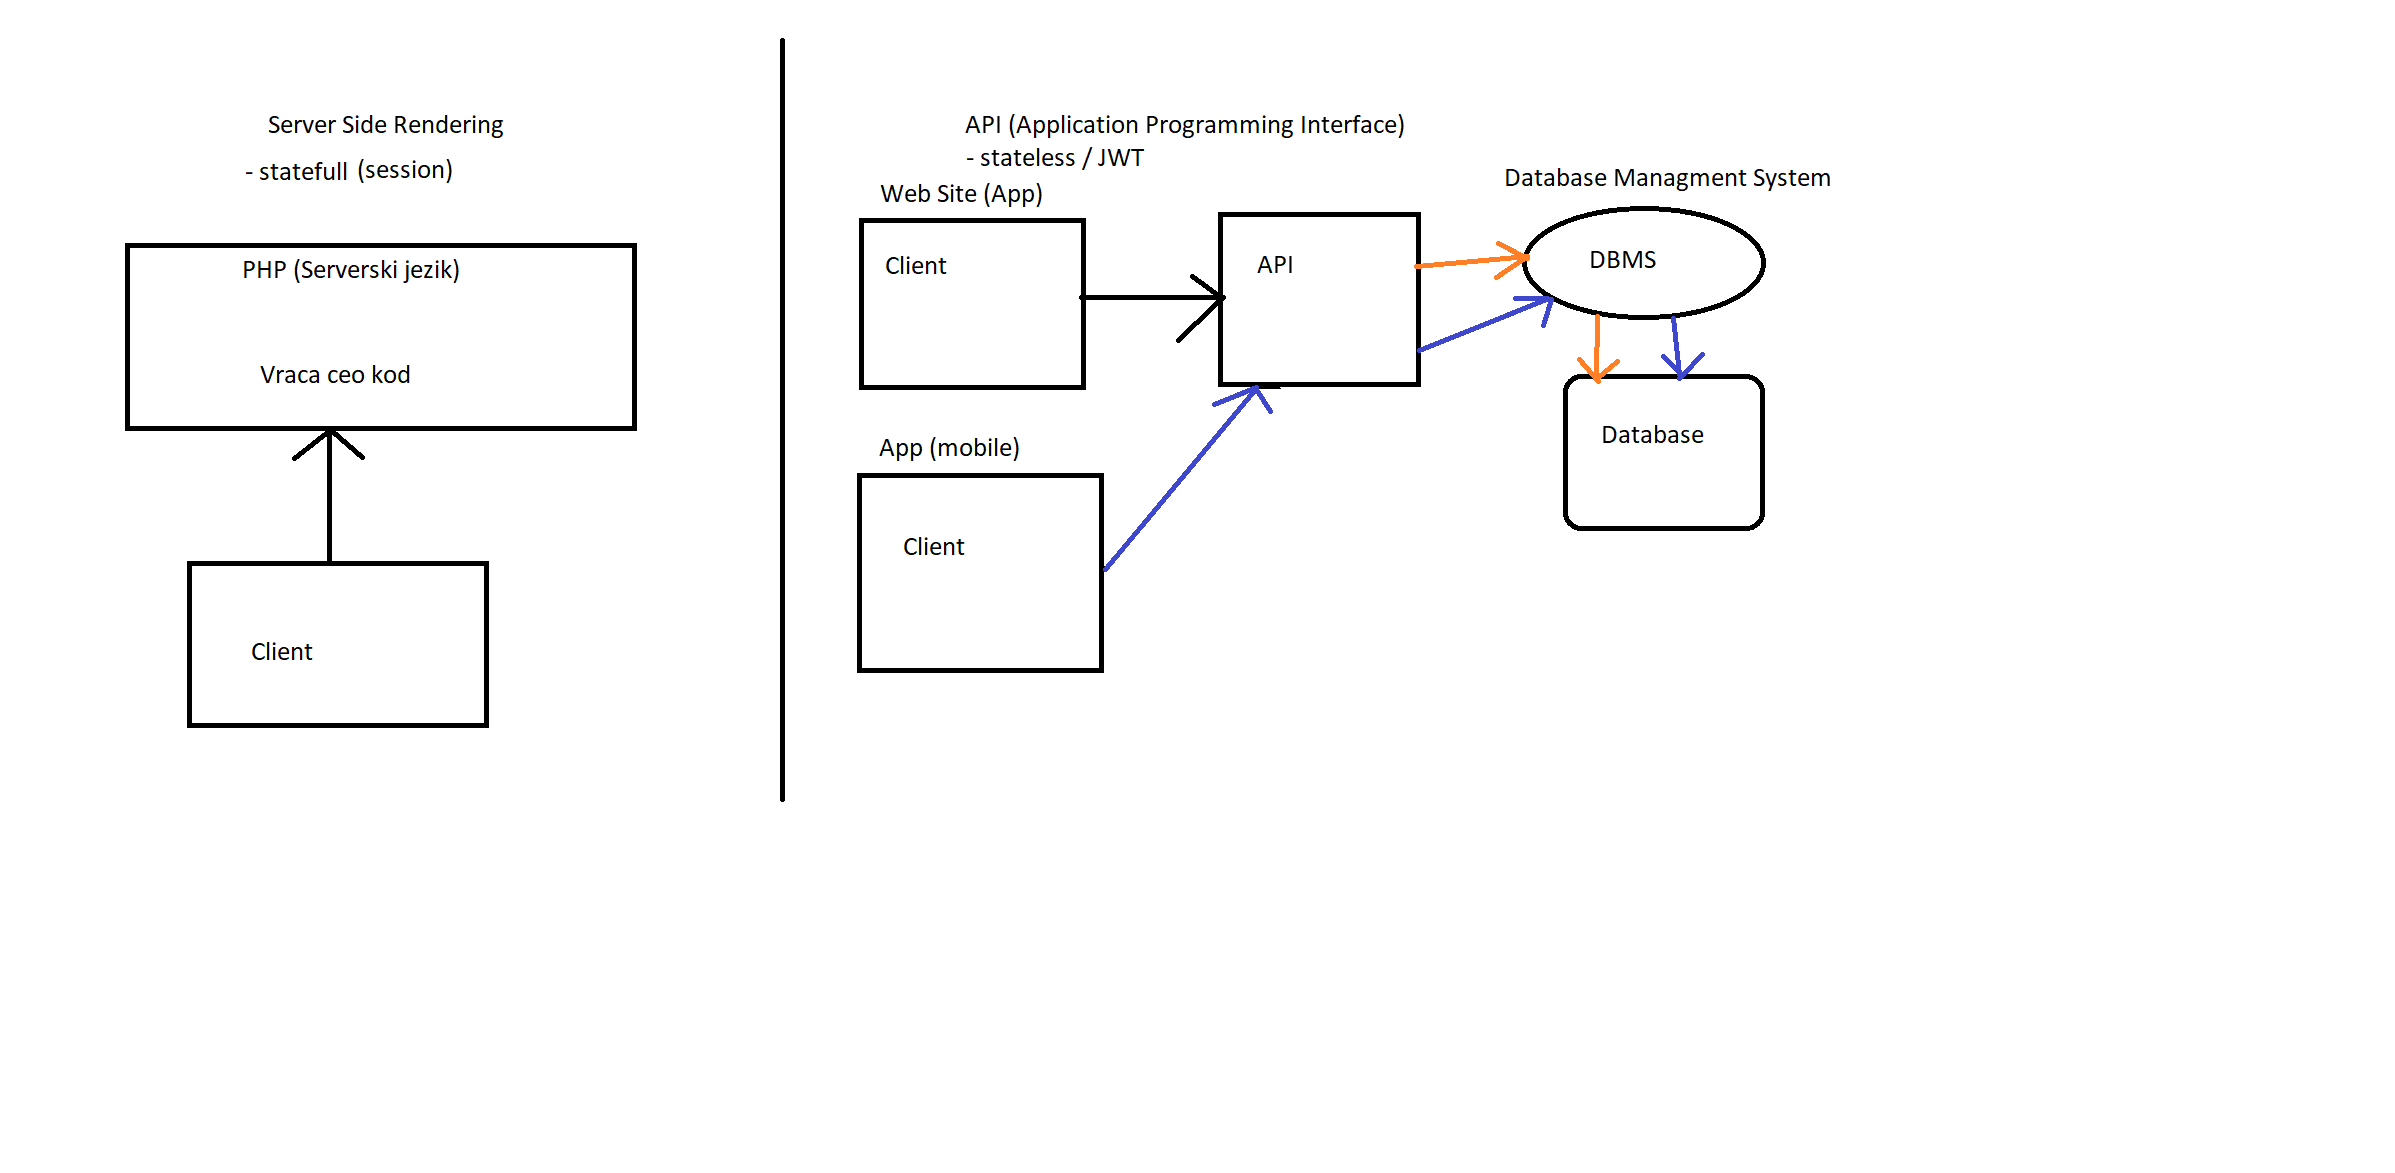 Server Side Rendering
- statefull (session)
PHP (Serverski jezik)
Vraca ceo kod
Client
API (Application Programming Interface)
- stateless / JWT
Web Site (App)
Client
API
Database Managment System
DBMS
Database
App (mobile)
Client